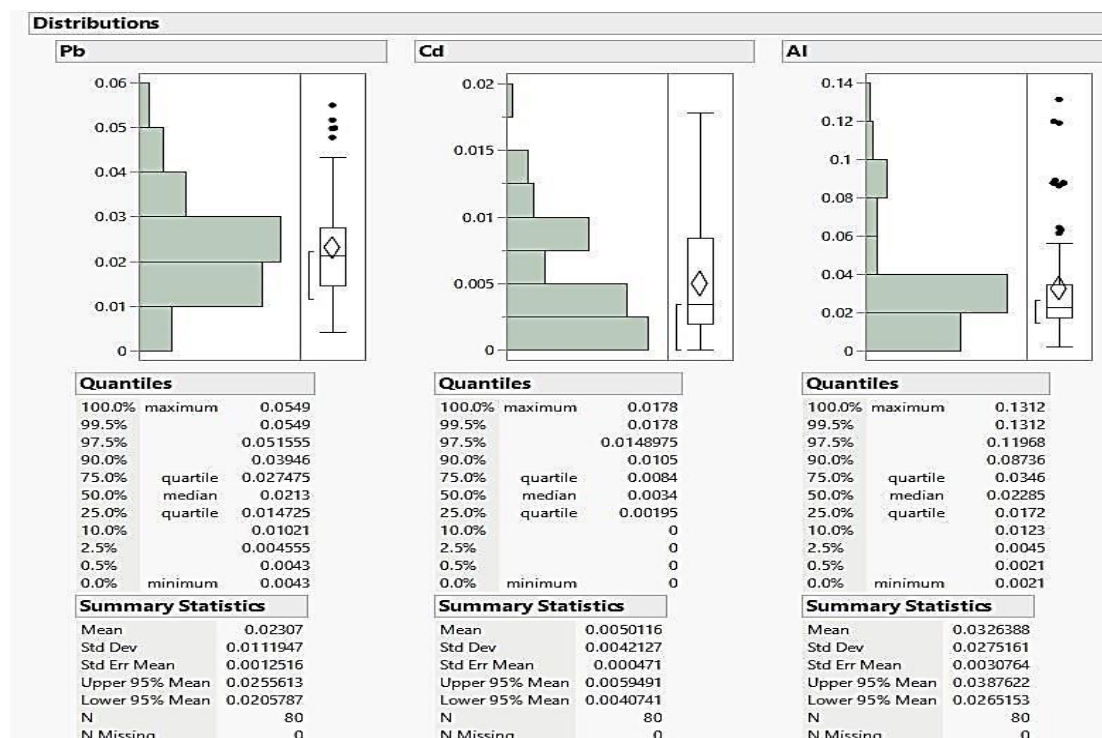 Distributions
Pb
0.06
0.05
0.04
0.03
0.02
0.01
0
Quantiles
100.0% maximum 0.0549
99.5% 0.0549
97.5% 0.051555
90.0% 0.03946
75.0% quartile 0.027475
50.0% median 0.0213
25.0% quartile 0.014725
10.0% 0.01021
2.5% 0.004555
0.5% 0.0043
0.0% minimum 0.0043
Summary Statistics
Mean 0.02307
Std Dev 0.0111947
Std Err Mean 0.0012516
Upper 95% Mean 0.0255613
Lower 95% Mean 0.0205787
N 80
N Missing 0
Cd
0.02
0.015
0.01
0.005
0
Quantiles
100.0% maximum 0.0178
99.5% 0.0178
97.5% 0.0148975
90.0% 0.0105
75.0% quartile 0.0084
50.0% median 0.0034
25.0% quartile 0.00195
10.0% 0
2.5% 0
0.5% 0
0.0% minimum 0
Summary Statistics
Mean 0.0050116
Std Dev 0.0042127
Std Err Mean 0.000471
Upper 95% Mean 0.0059491
Lower 95% Mean 0.0040741
N 80
N Missing 0
Al
0.14
0.12
0.1
0.08
0.06
0.04
0.02
0
Quantiles
100.0% maximum 0.1312
99.5% 0.1312
97.5% 0.11968
90.0% 0.08736
75.0% quartile 0.0346
50.0% median 0.02285
25.0% quartile 0.0172
10.0% 0.0123
2.5% 0.0045
0.5% 0.0021
0.0% minimum 0.0021
Summary Statistics
Mean 0.0326388
Std Dev 0.0275161
Std Err Mean 0.0030764
Upper 95% Mean 0.0387622
Lower 95% Mean 0.0265153
N 80
N Missing 0